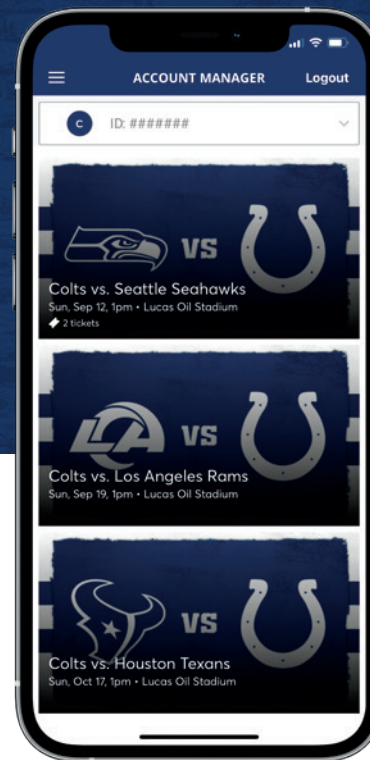 ACCOUNT MANAGER Logout
C ID: #######
VS
Colts vs. Seattle Seahawks
Sun, Sep 12, 1pm • Lucas Oil Stadium
2 tickets
LA VS
Colts vs. Los Angeles Rams
Sun, Sep 19, 1pm • Lucas Oil Stadium
VS
Colts vs. Houston Texans
Sun, Oct 17, 1pm • Lucas Oil Stadium